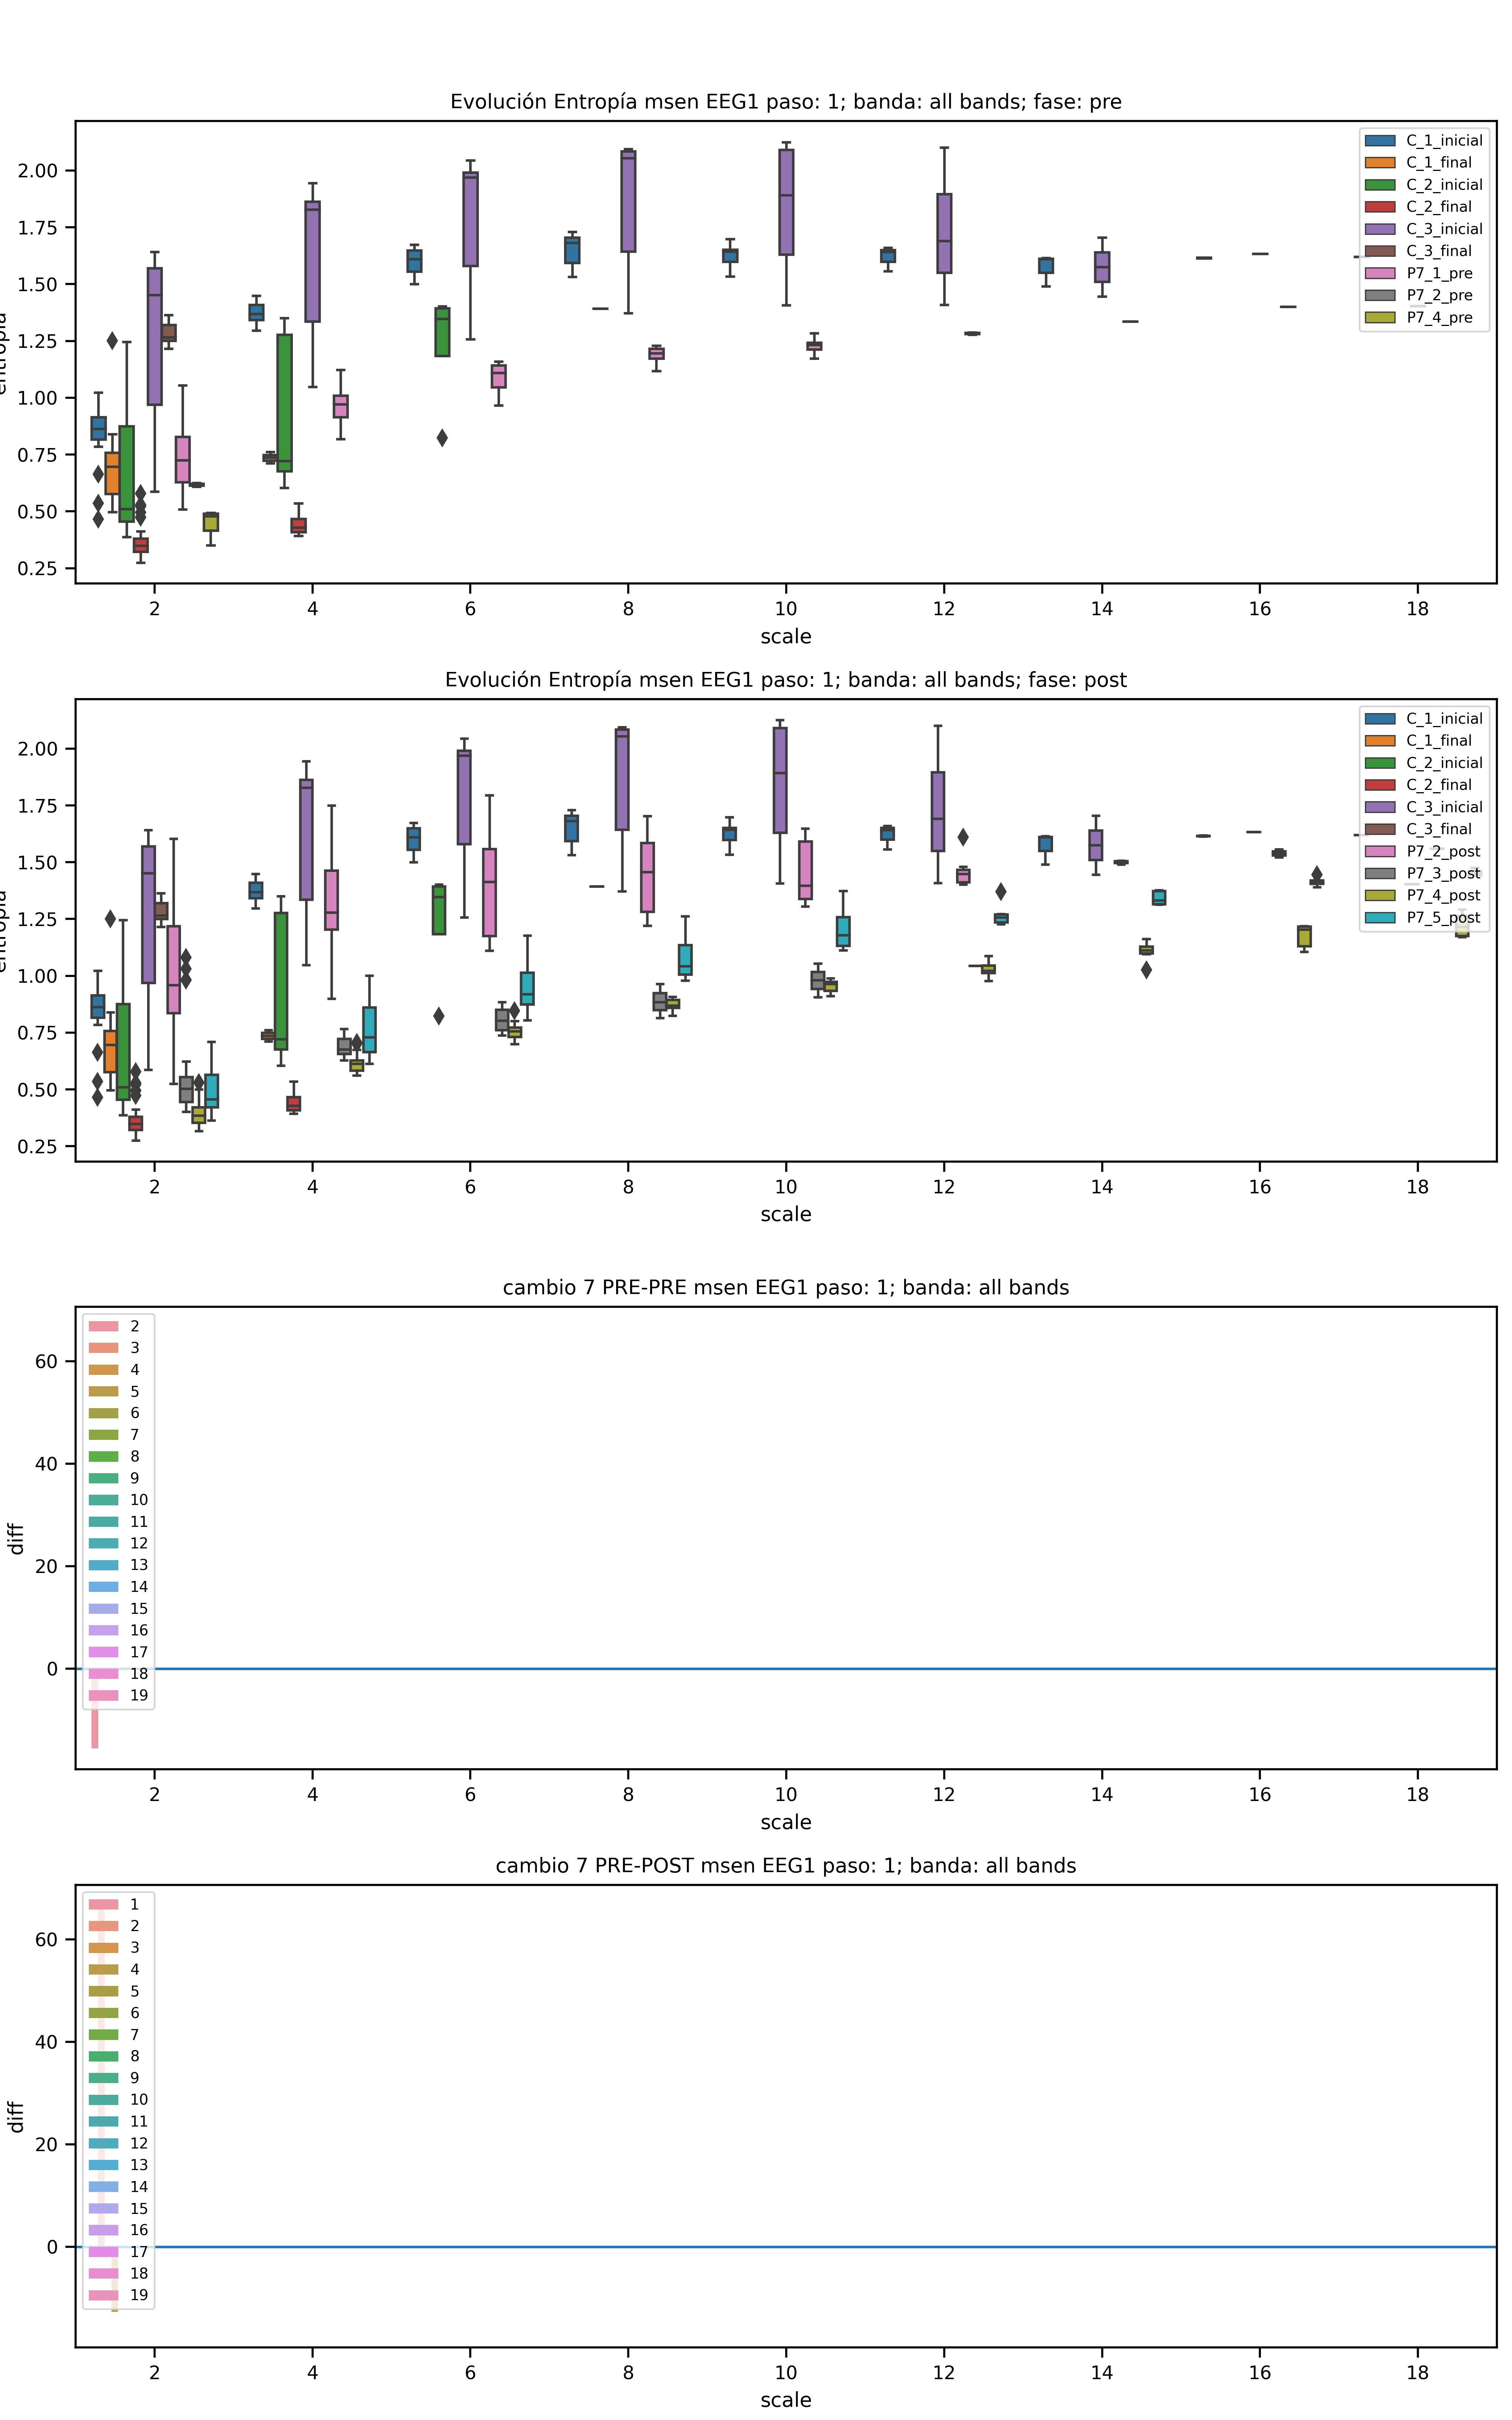 Evolución Entropía msen EEG1 paso: 1; banda: all bands; fase: pre
2.00
1.75
1.50
1.25
1.00
0.75
0.50
0.25
C_1_inicial
C_1_final
C_2_inicial
C_2_final
C_3_inicial
C_3_final
P7_1_pre
P7_2_pre
P7_4_pre
2 4 6 8 10 12 14 16 18
scale
Evolución Entropía msen EEG1 paso: 1; banda: all bands; fase: post
2.00
1.75
1.50
1.25
1.00
0.75
0.50
0.25
C_1_inicial
C_1_final
C_2_inicial
C_2_final
C_3_inicial
C_3_final
P7_2_post
P7_3_post
P7_4_post
P7_5_post
2 4 6 8 10 12 14 16 18
scale
cambio 7 PRE-PRE msen EEG1 paso: 1; banda: all bands
diff
60
40
20
0
2
3
4
5
6
7
8
9
10
11
12
13
14
15
16
17
18
19
2 4 6 8 10 12 14 16 18
scale
cambio 7 PRE-POST msen EEG1 paso: 1; banda: all bands
diff
60
40
20
0
1
2
3
4
5
6
7
8
9
10
11
12
13
14
15
16
17
18
19
2 4 6 8 10 12 14 16 18
scale